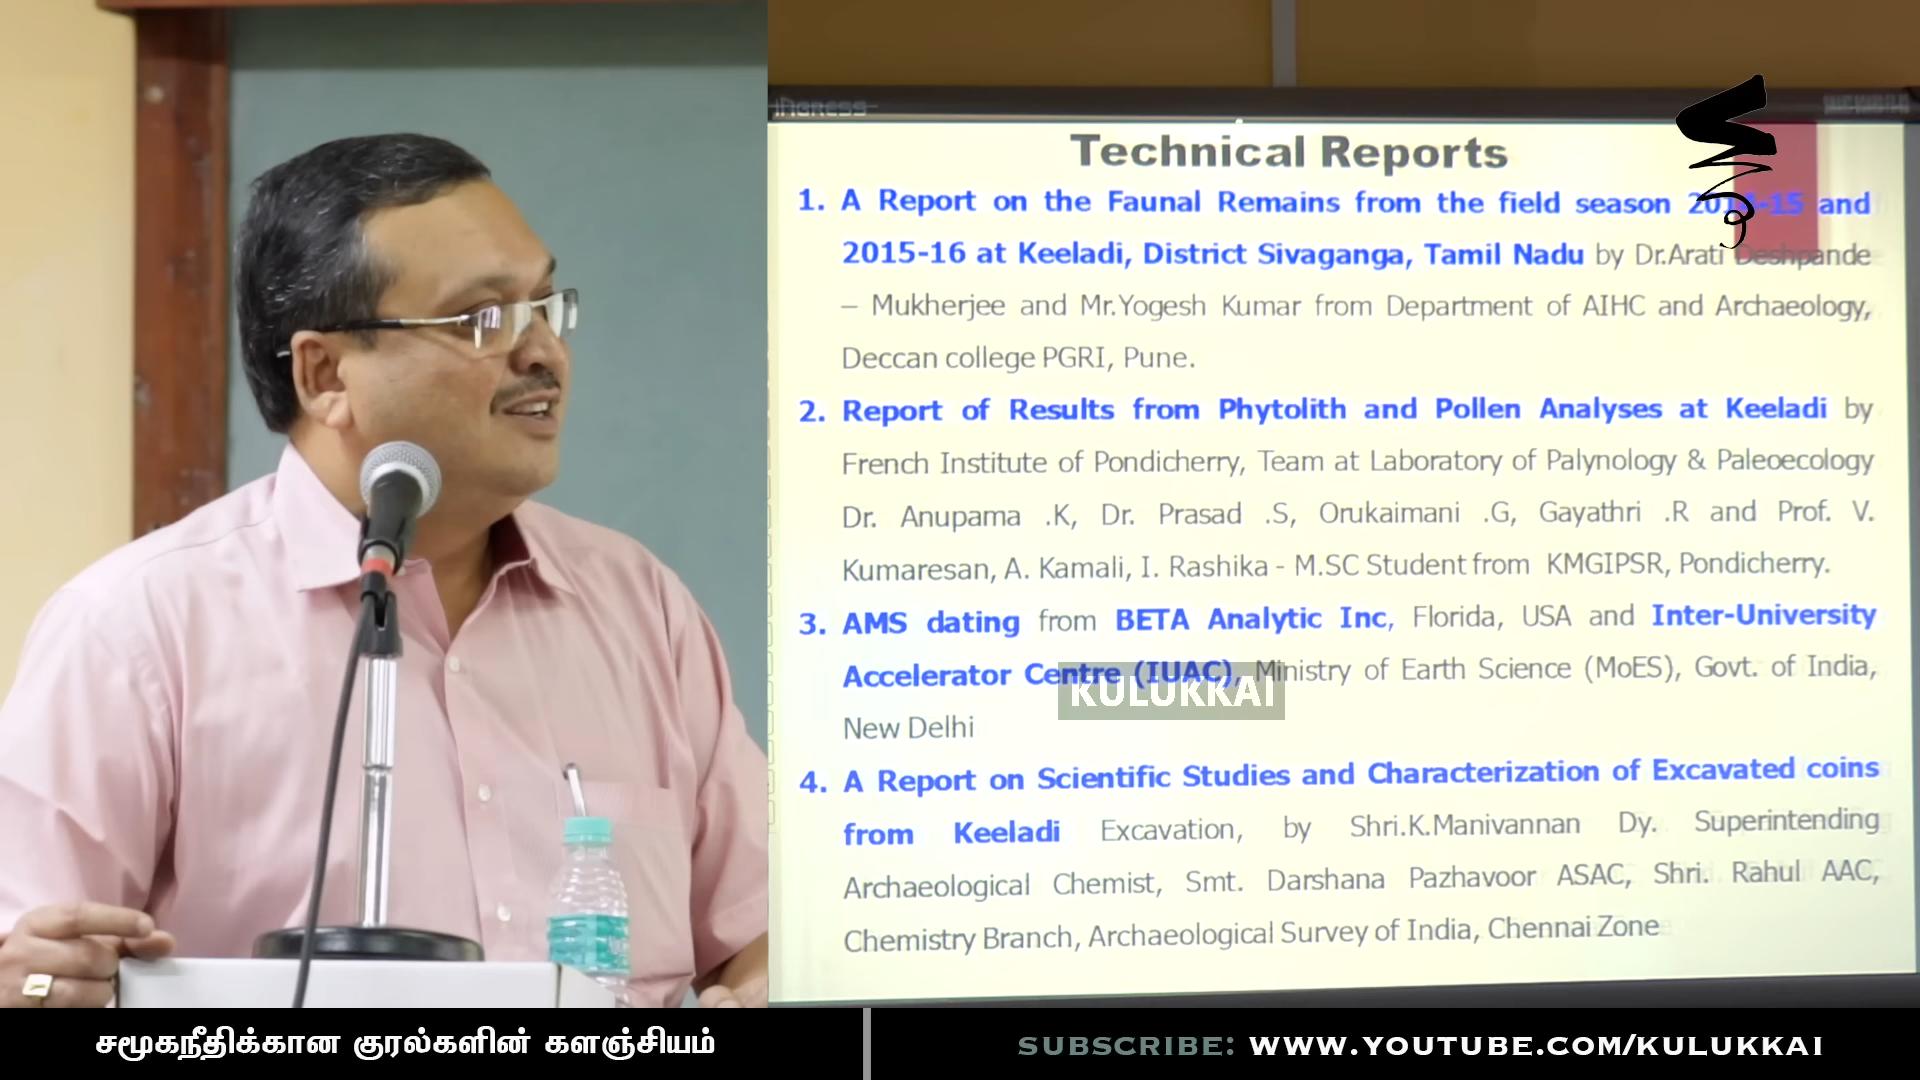 INGRESS
Technical Reports
1. A Report on the Faunal Remains from the field season 2014-15 and
2015-16 at Keeladi, District Sivaganga, Tamil Nadu by Dr.Arati Deshpande
– Mukherjee and Mr.Yogesh Kumar from Department of AIHC and Archaeology,
Deccan college PGRI, Pune.
2. Report of Results from Phytolith and Pollen Analyses at Keeladi by
French Institute of Pondicherry, Team at Laboratory of Palynology & Paleoecology
Dr. Anupama .K, Dr. Prasad .S, Orukaimani .G, Gayathri .R and Prof. V.
Kumaresan, A. Kamali, I. Rashika - M.SC Student from KMGIPSR, Pondicherry.
3. AMS dating from BETA Analytic Inc, Florida, USA and Inter-University
Accelerator Centre (IUAC), Ministry of Earth Science (MoES), Govt. of India,
KULUKKAI
New Delhi
4. A Report on Scientific Studies and Characterization of Excavated coins
from Keeladi Excavation, by Shri.K.Manivannan Dy. Superintending
Archaeological Chemist, Smt. Darshana Pazhavoor ASAC, Shri. Rahul AAC,
Chemistry Branch, Archaeological Survey of India, Chennai Zone
சமூகநீதிக்கான குரல்களின் களஞ்சியம்
SUBSCRIBE: WWW.YOUTUBE.COM/KULUKKAI